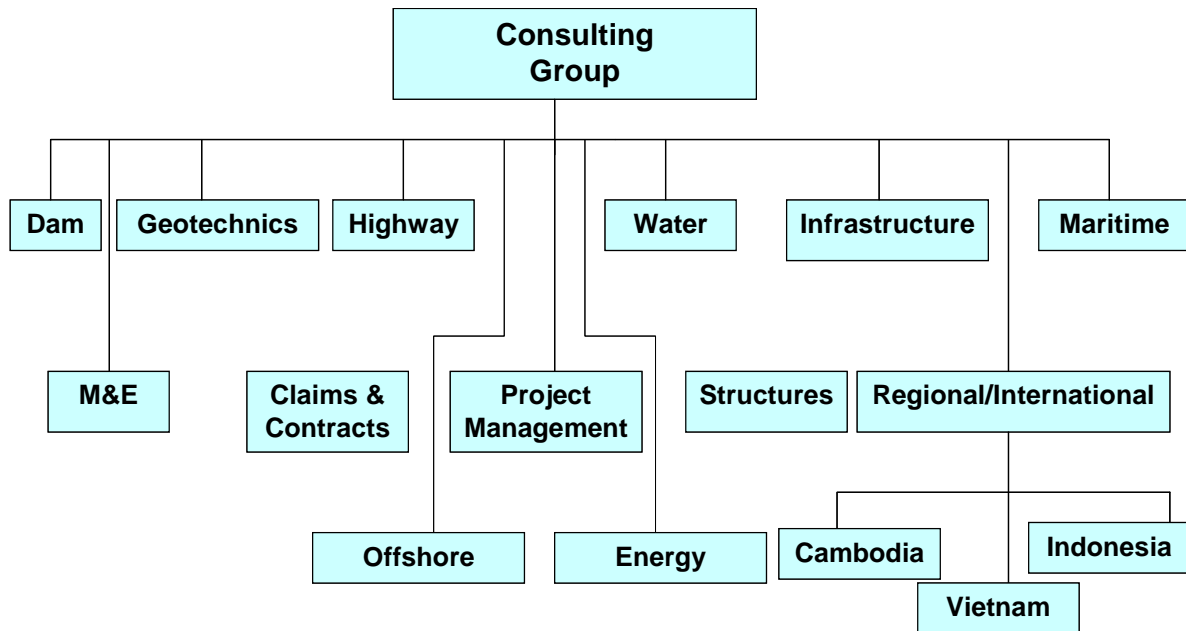 Consulting
Group
Dam
Geotechnics
Highway
Water
Infrastructure
Maritime
M&E
Claims &
Contracts
Project
Management
Structures
Regional/International
Offshore
Energy
Cambodia
Indonesia
Vietnam